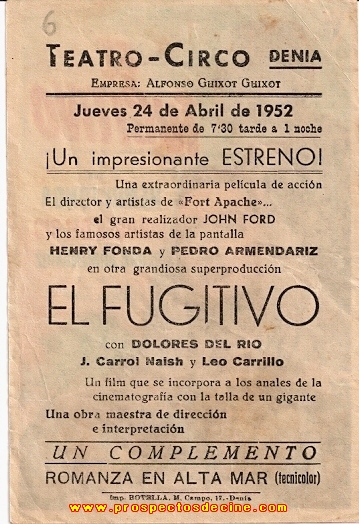 6
TEATRO-CIRCO DENIA
EMPRESA: ALFONSO GUIXOT GUIXOT
Jueves 24 de Abril de 1952
Permanente de 7'30 tarde a 1 noche
¡Un impresionante ESTRENO!
Una extraordinaria película de acción
El director y artistas de «Fort Apache»...
el gran realizador JOHN FORD
y los famosos artistas de la pantalla
HENRY FONDA y PEDRO ARMENDARIZ
en otra grandiosa superproducción
EL FUGITIVO
con DOLORES DEL RIO
J. Carrol Naish y Leo Carrillo
Un film que se incorpora a los anales de la
cinematografía con la talla de un gigante
Una obra maestra de dirección
e interpretación
UN COMPLEMENTO
ROMANZA EN ALTA MAR (tecnicolor)
Imp. BOTELLA, M. Campo, 17.-Denia
www.prospectosdecine.com